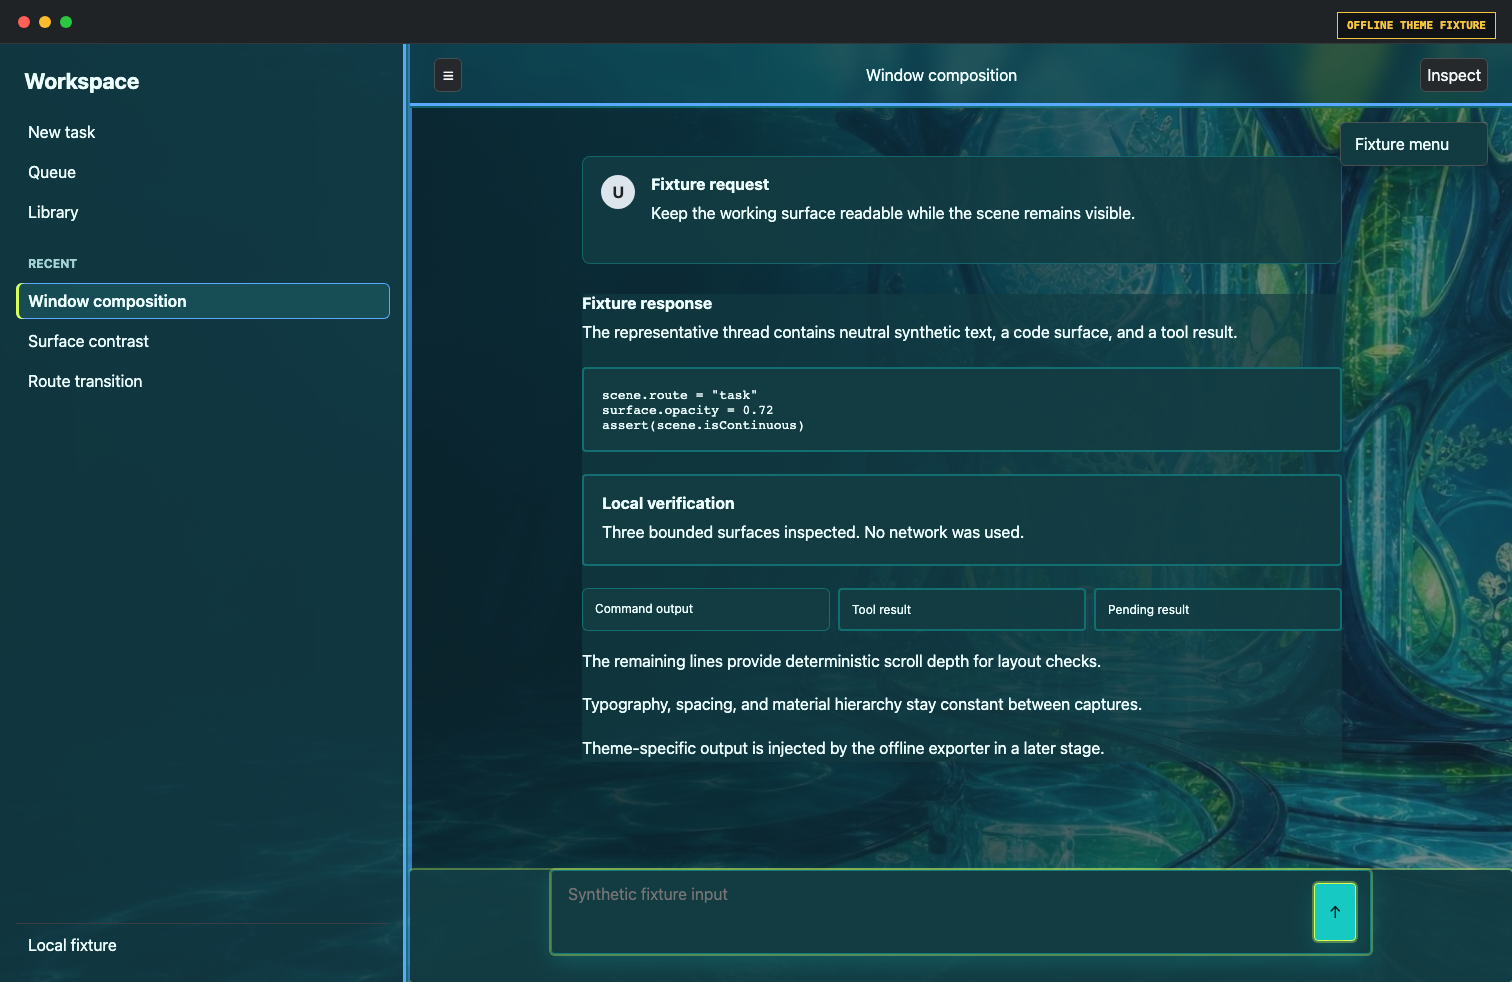 OFFLINE THEME FIXTURE
Workspace
New task
Queue
Library
RECENT
Window composition
Surface contrast
Route transition
Local fixture
Window composition
Inspect
Fixture menu
U
Fixture request
Keep the working surface readable while the scene remains visible.
Fixture response
The representative thread contains neutral synthetic text, a code surface, and a tool result.
scene.route = "task"
surface.opacity = 0.72
assert(scene.isContinuous)
Local verification
Three bounded surfaces inspected. No network was used.
Command output
Tool result
Pending result
The remaining lines provide deterministic scroll depth for layout checks.
Typography, spacing, and material hierarchy stay constant between captures.
Theme-specific output is injected by the offline exporter in a later stage.
Synthetic fixture input